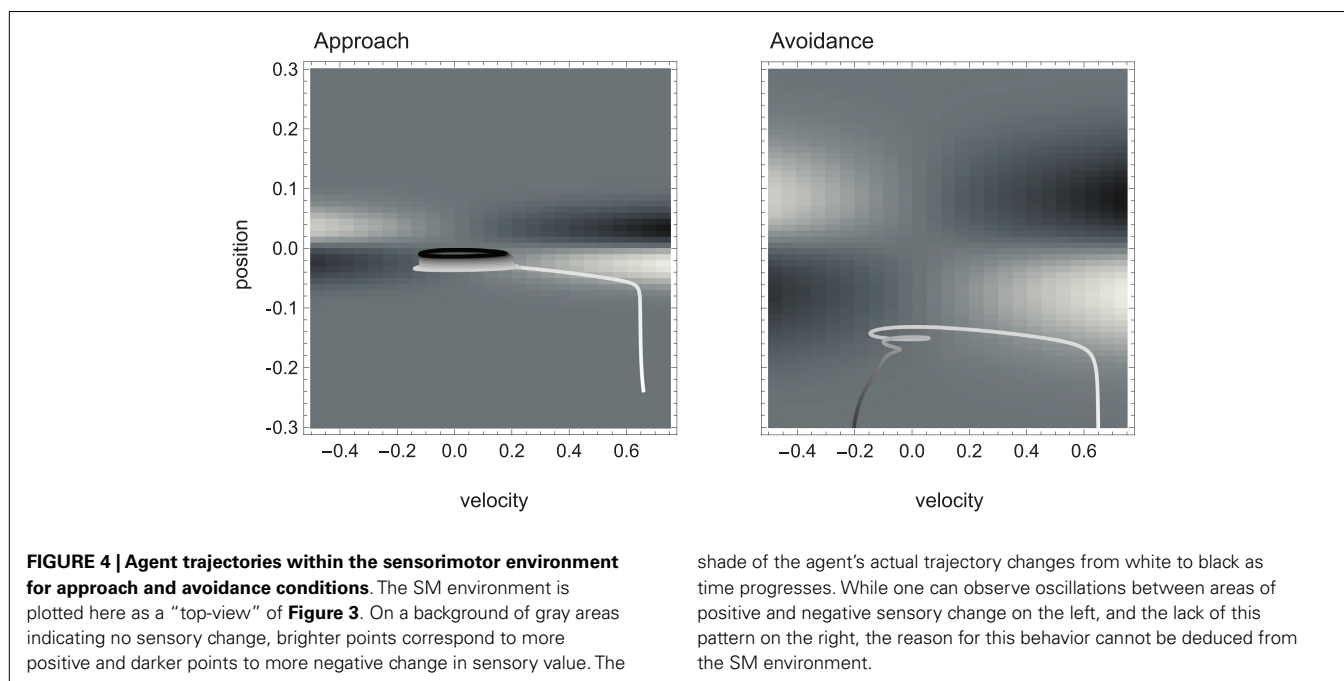 Approach
Avoidance
0.3
0.2
0.1
0.0
-0.1
-0.2
-0.3
position
−0.4 −0.2 0.0 0.2 0.4 0.6
−0.4 −0.2 0.0 0.2 0.4 0.6
velocity
velocity
FIGURE 4 | Agent trajectories within the sensorimotor environment
for approach and avoidance conditions. The SM environment is
plotted here as a “top-view” of Figure 3. On a background of gray areas
indicating no sensory change, brighter points correspond to more
positive and darker points to more negative change in sensory value. The
shade of the agent’s actual trajectory changes from white to black as
time progresses. While one can observe oscillations between areas of
positive and negative sensory change on the left, and the lack of this
pattern on the right, the reason for this behavior cannot be deduced from
the SM environment.